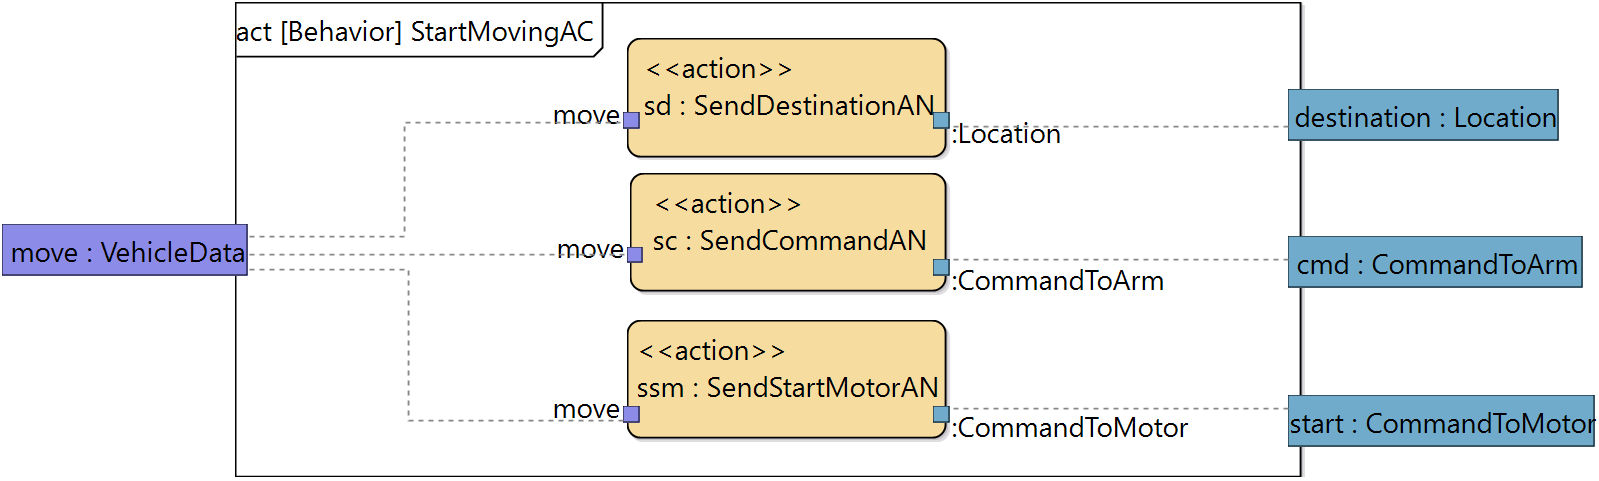 act [Behavior] StartMovingAC
<<action>>
move
sd : SendDestinationAN
:Location
destination : Location
<<action>>
move : VehicleData
move
sc : SendCommandAN
:CommandToArm
cmd : CommandToArm
<<action>>
move
ssm : SendStartMotorAN
:CommandToMotor
start : CommandToMotor